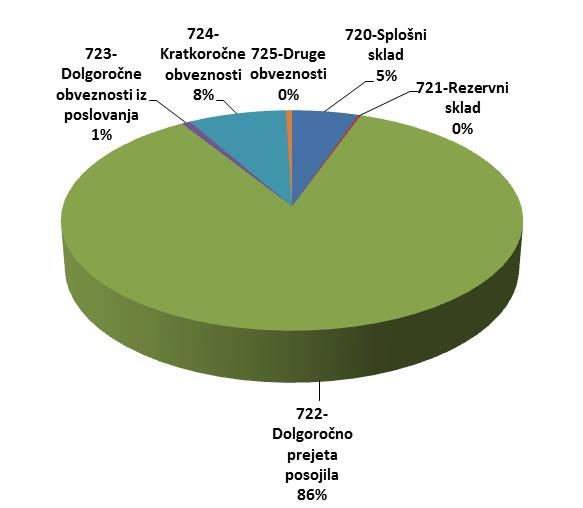 723-
Dolgoročne
obveznosti iz
poslovanja
1%
724-
Kratkoročne
obveznosti
8%
725-Druge
obveznosti
0%
720-Splošni
sklad
5%
721-Rezervni
sklad
0%
722-
Dolgoročno
prejeta
posojila
86%